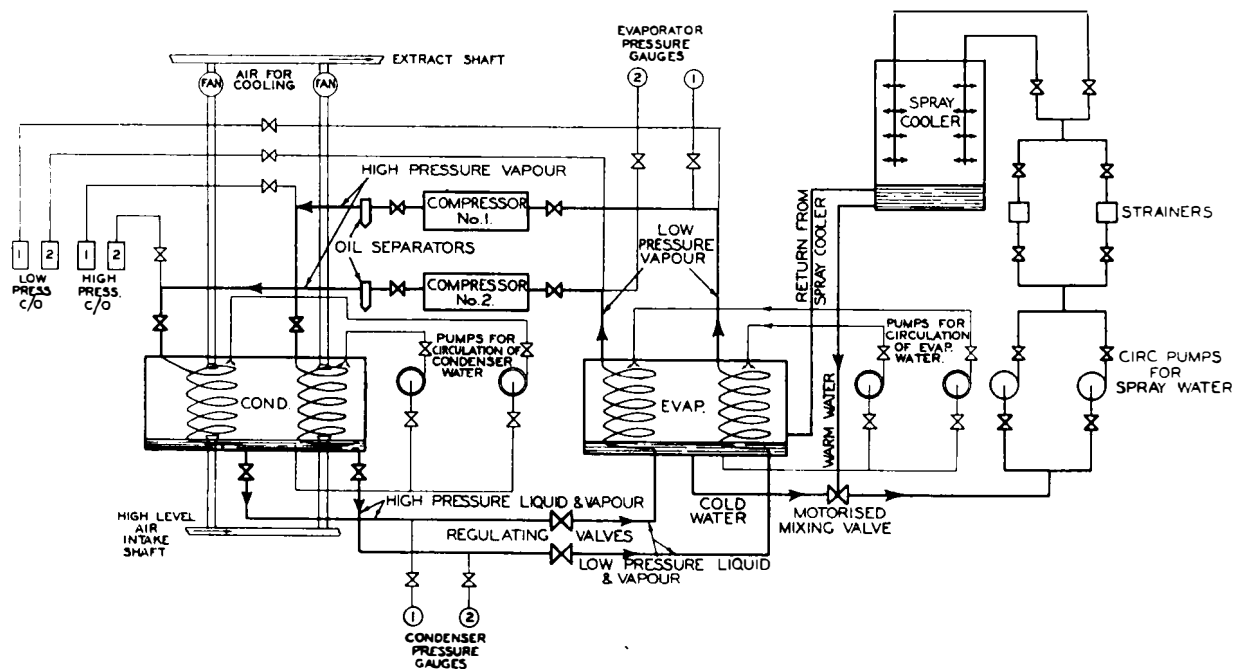 EVAPORATOR
PRESSURE
GAUGES
2
1
EXTRACT SHAFT
AIR FOR
COOLING
FAN
FAN
SPRAY
COOLER
HIGH PRESSURE VAPOUR
COMPRESSOR
No.1.
OIL SEPARATORS
COMPRESSOR
No.2.
LOW
PRESSURE
VAPOUR
RETURN FROM
SPRAY COOLER
STRAINERS
1
2
1
2
LOW
PRESS
C/O
HIGH
PRESS.
C/O
PUMPS FOR
CIRCULATION OF
CONDENSER
WATER
PUMPS FOR
CIRCULATION
OF EVAP.
WATER.
CIRC PUMPS
FOR
SPRAY WATER
COND.
EVAP.
WARM WATER
HIGH PRESSURE LIQUID & VAPOUR
COLD
WATER
MOTORISED
MIXING VALVE
HIGH LEVEL
AIR
INTAKE
SHAFT
REGULATING VALVES
LOW PRESSURE LIQUID
& VAPOUR
1
2
CONDENSER
PRESSURE
GAUGES